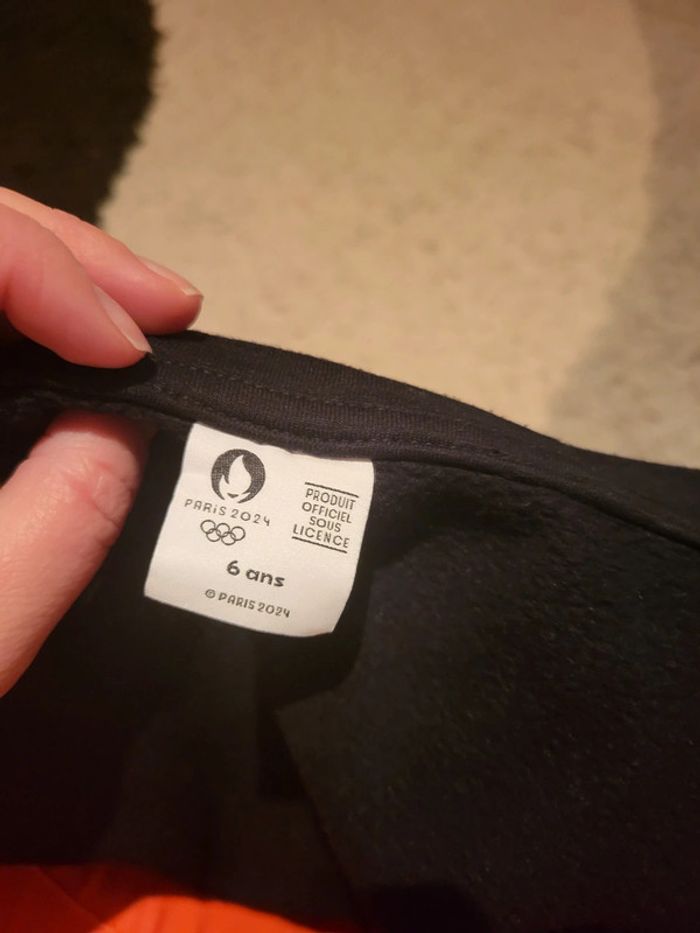 PARIS 2024
PRODUIT
OFFICIEL
SOUS
LICENCE
6 ans
© PARIS 2024